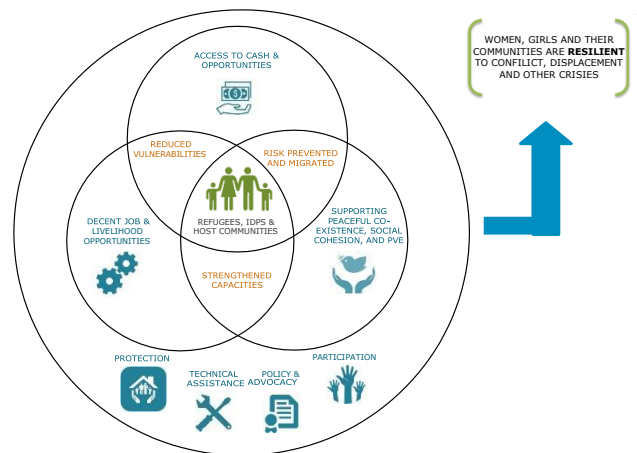 ACCESS TO CASH &
OPPORTUNITIES
WOMEN, GIRLS AND THEIR
COMMUNITIES ARE RESILIENT
TO CONFILICT, DISPLACEMENT
AND OTHER CRISIES
REDUCED
VULNERABILITIES
RISK PREVENTED
AND MIGRATED
REFUGEES, IDPS &
HOST COMMUNITIES
DECENT JOB &
LIVELIHOOD
OPPORTUNITIES
SUPPORTING
PEACEFUL CO-
EXISTENCE, SOCIAL
COHESION, AND PVE
STRENGTHENED
CAPACITIES
PROTECTION
TECHNICAL
ASSISTANCE
POLICY &
ADVOCACY
PARTICIPATION